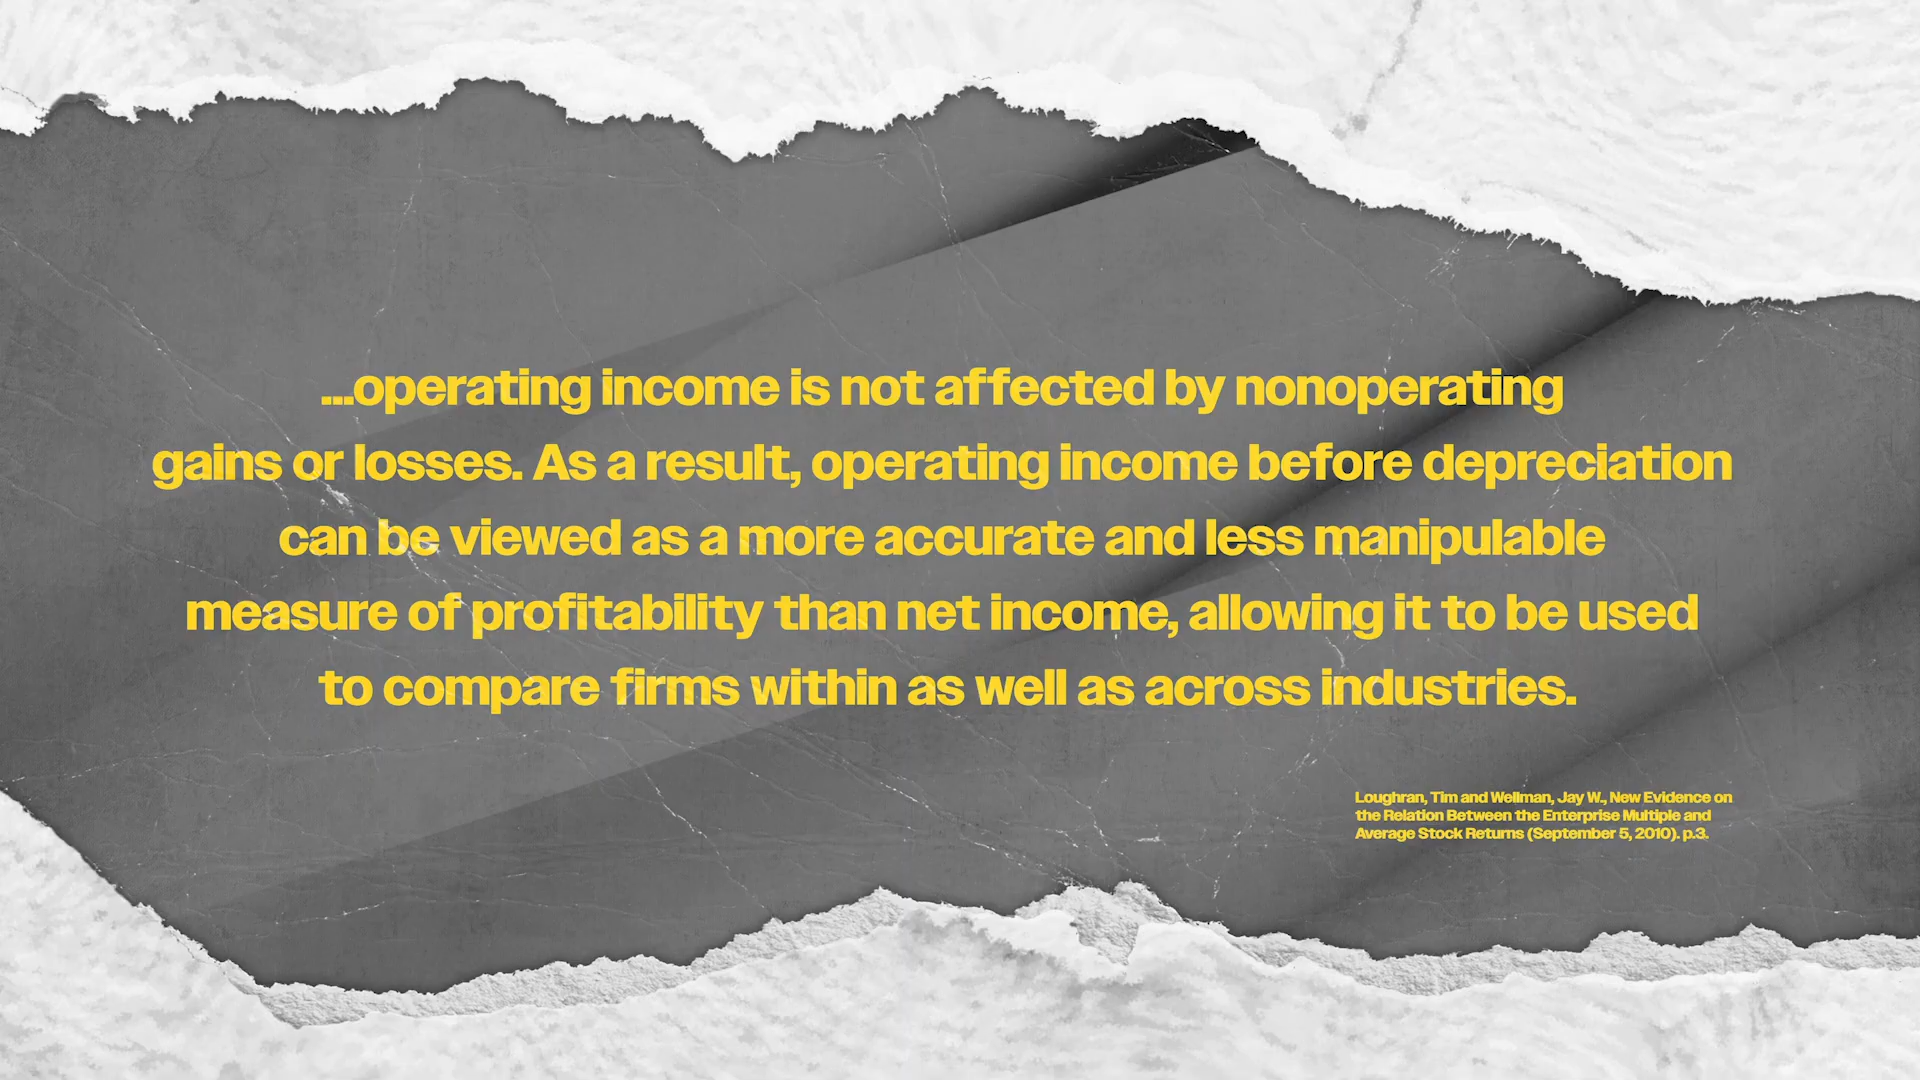 ...operating income is not affected by nonoperating
gains or losses. As a result, operating income before depreciation
can be viewed as a more accurate and less manipulable
measure of profitability than net income, allowing it to be used
to compare firms within as well as across industries.
Loughran, Tim and Wellman, Jay W., New Evidence on
the Relation Between the Enterprise Multiple and
Average Stock Returns (September 5, 2010). p.3.